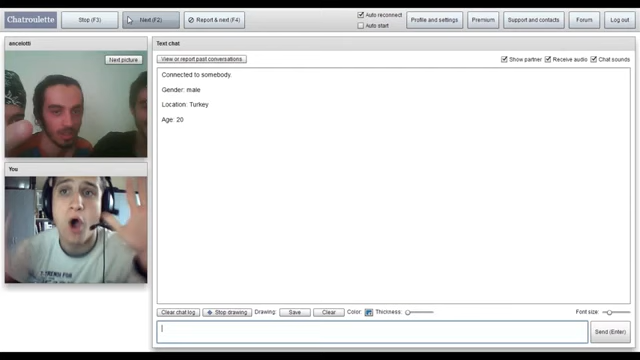 Chatroulette
Stop (F3)
Next (F2)
Report & next (F4)
Auto reconnect
Auto start
Profile and settings
Premium
Support and contacts
Forum
Log out
ancelotti
Next picture
You
Text chat
View or report past conversations
Show partner
Receive audio
Chat sounds
Connected to somebody.
Gender: male
Location: Turkey
Age: 20
Clear chat log
Stop drawing
Drawing:
Save
Clear
Color:
Thickness:
Font size:
Send (Enter)